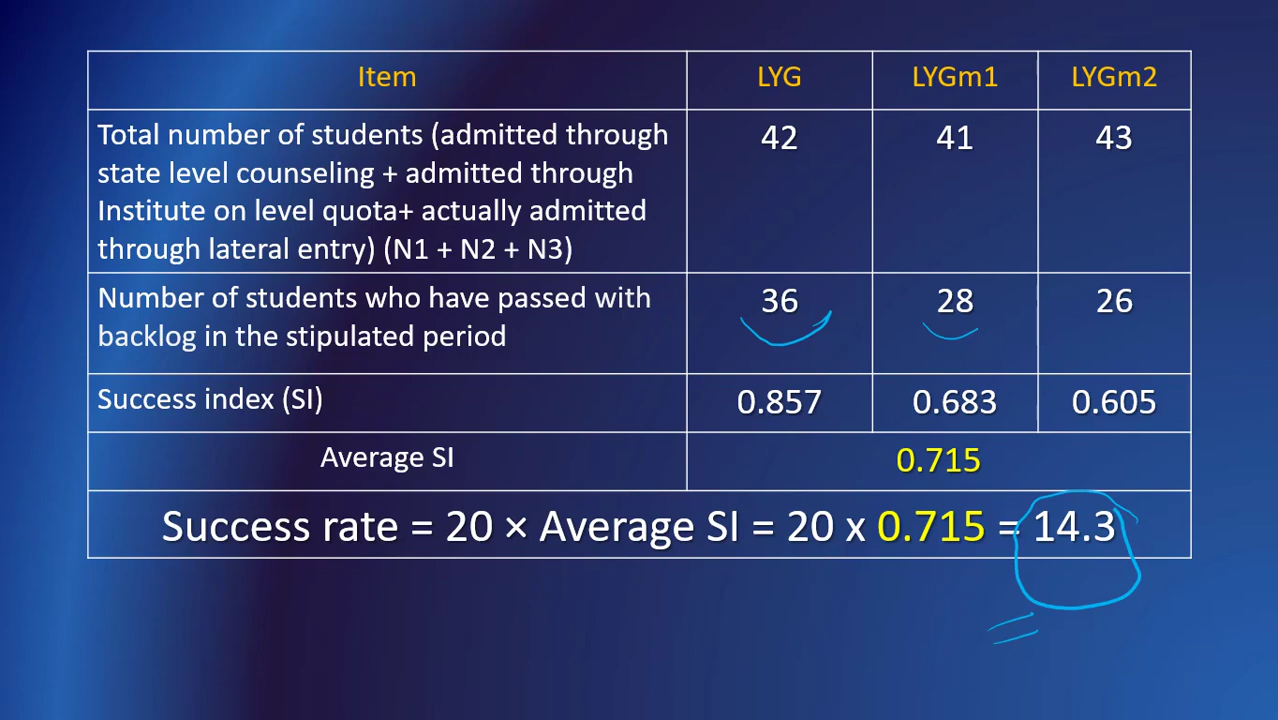 Item LYG LYGm1 LYGm2
Total number of students (admitted through 42 41 43
state level counseling + admitted through
Institute on level quota+ actually admitted
through lateral entry) (N1 + N2 + N3)
Number of students who have passed with 36 28 26
backlog in the stipulated period
Success index (SI) 0.857 0.683 0.605
Average SI 0.715
Success rate = 20 × Average SI = 20 x 0.715 = 14.3